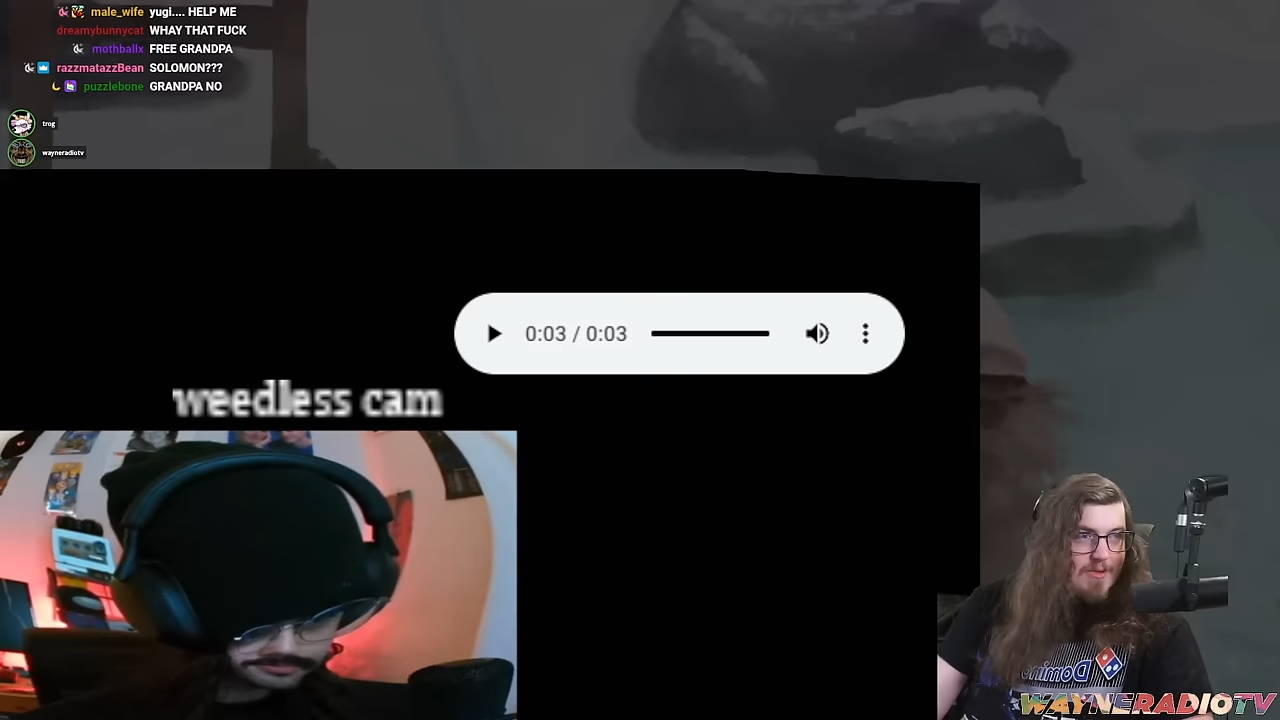 male_wife yugi.... HELP ME
dreamybunnycat WHAY THAT FUCK
mothballx FREE GRANDPA
razzmatazzBean SOLOMON???
puzzlebone GRANDPA NO
trog
wayneradiotv
0:03 / 0:03
weedless cam
Domino
WAYNERADIOTV